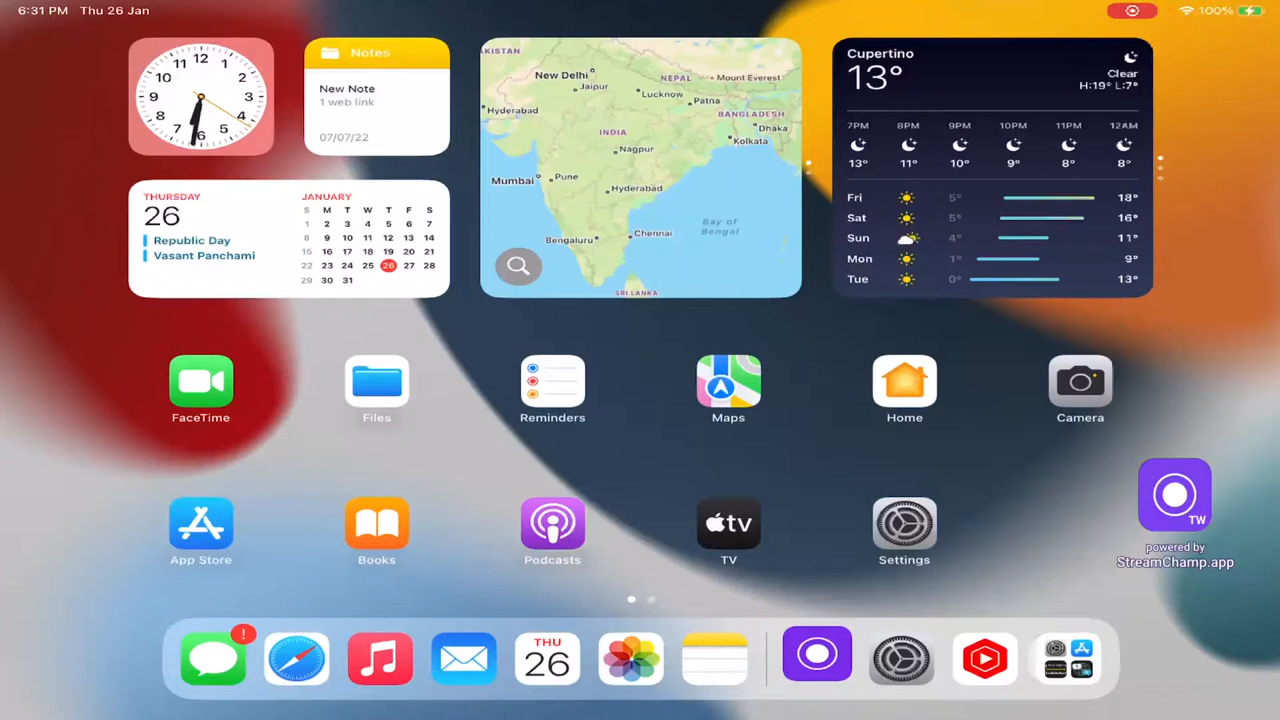 6:31 PM Thu 26 Jan
100%
12
11 1
10 2
9 3
8 4
7 5
6
Notes
New Note
1 web link
07/07/22
THURSDAY
26
Republic Day
Vasant Panchami
JANUARY
S M T W T F S
1 2 3 4 5 6 7
8 9 10 11 12 13 14
15 16 17 18 19 20 21
22 23 24 25 26 27 28
29 30 31
AKISTAN
New Delhi
Jaipur
NEPAL
Mount Everest
Lucknow
Patna
Hyderabad
BANGLADESH
Dhaka
INDIA
Kolkata
Nagpur
Mumbai
Pune
Hyderabad
Bay of
Bengal
Bengaluru
Chennai
SRI LANKA
Cupertino
13°
Clear
H:19° L:7°
7PM 8PM 9PM 10PM 11PM 12AM
13° 11° 10° 9° 8° 8°
Fri 5° 18°
Sat 5° 16°
Sun 4° 11°
Mon 1° 9°
Tue 0° 13°
FaceTime
Files
Reminders
Maps
Home
Camera
App Store
Books
Podcasts
tv
TV
Settings
TW
powered by
StreamChamp.app
!
THU
26